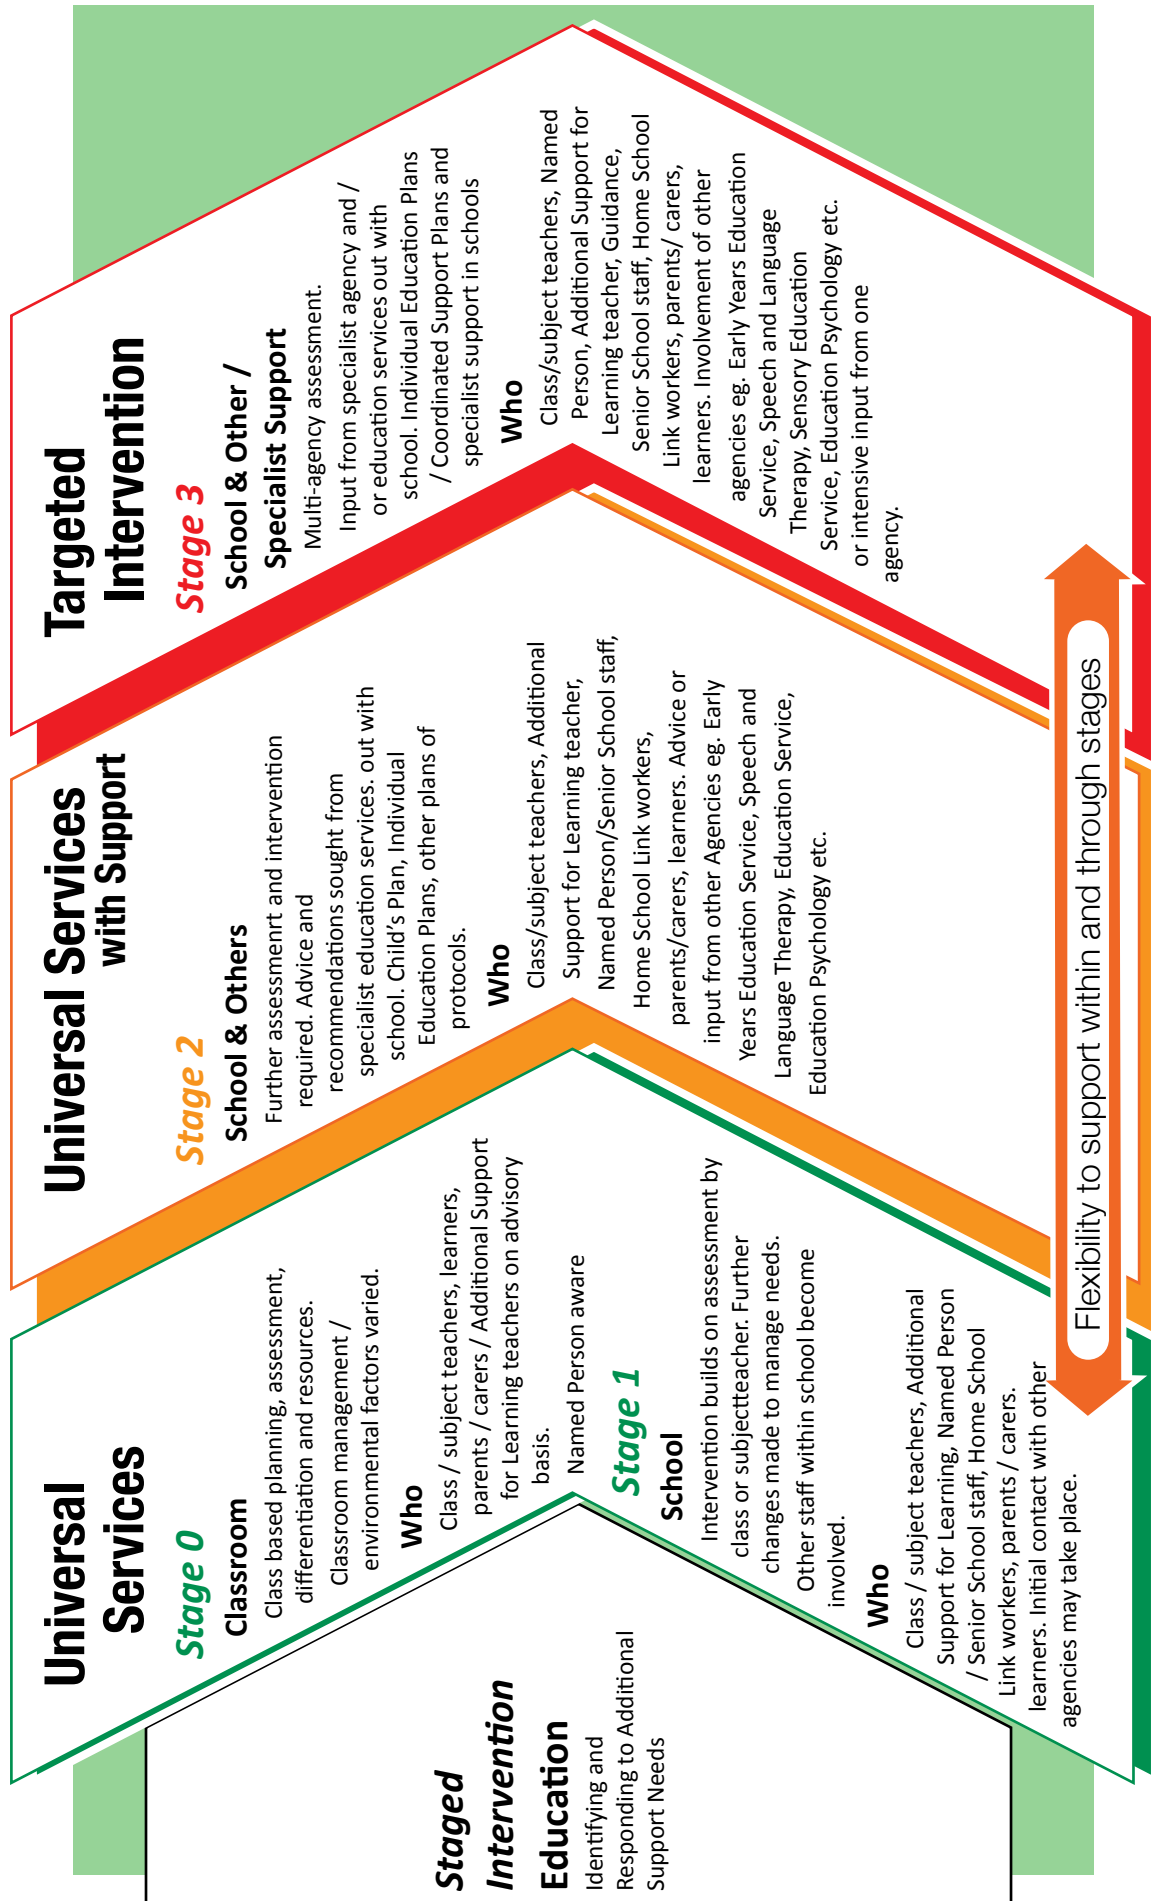 Staged
Intervention
Education
Identifying and
Responding to Additional
Support Needs
Universal
Services
Stage 0
Classroom
Class based planning, assessment,
differentiation and resources.
Classroom management /
environmental factors varied.
Who
Class / subject teachers, learners,
parents / carers / Additional Support
for Learning teachers on advisory
basis.
Named Person aware
Stage 1
School
Intervention builds on assessment by
class or subjectteacher. Further
changes made to manage needs.
Other staff within school become
involved.
Who
Class / subject teachers, Additional
Support for Learning, Named Person
/ Senior School staff, Home School
Link workers, parents / carers.
learners. Initial contact with other
agencies may take place.
Universal Services
with Support
Stage 2
School & Others
Further assessmenrt and intervention
required. Advice and
recommendations sought from
specialist education services. out with
school. Child's Plan, Individual
Education Plans, other plans of
protocols.
Who
Class/subject teachers, Additional
Support for Learning teacher,
Named Person/Senior School staff,
Home School Link workers,
parents/carers, learners. Advice or
input from other Agencies eg. Early
Years Education Service, Speech and
Language Therapy, Education Service,
Education Psychology etc.
Targeted
Intervention
Stage 3
School & Other /
Specialist Support
Multi-agency assessment.
Input from specialist agency and /
or education services out with
school. Individual Education Plans
/ Coordinated Support Plans and
specialist support in schools
Who
Class/subject teachers, Named
Person, Additional Support for
Learning teacher, Guidance,
Senior School staff, Home School
Link workers, parents/ carers,
learners. Involvement of other
agencies eg. Early Years Education
Service, Speech and Language
Therapy, Sensory Education
Service, Education Psychology etc.
or intensive input from one
agency.
Flexibility to support within and through stages